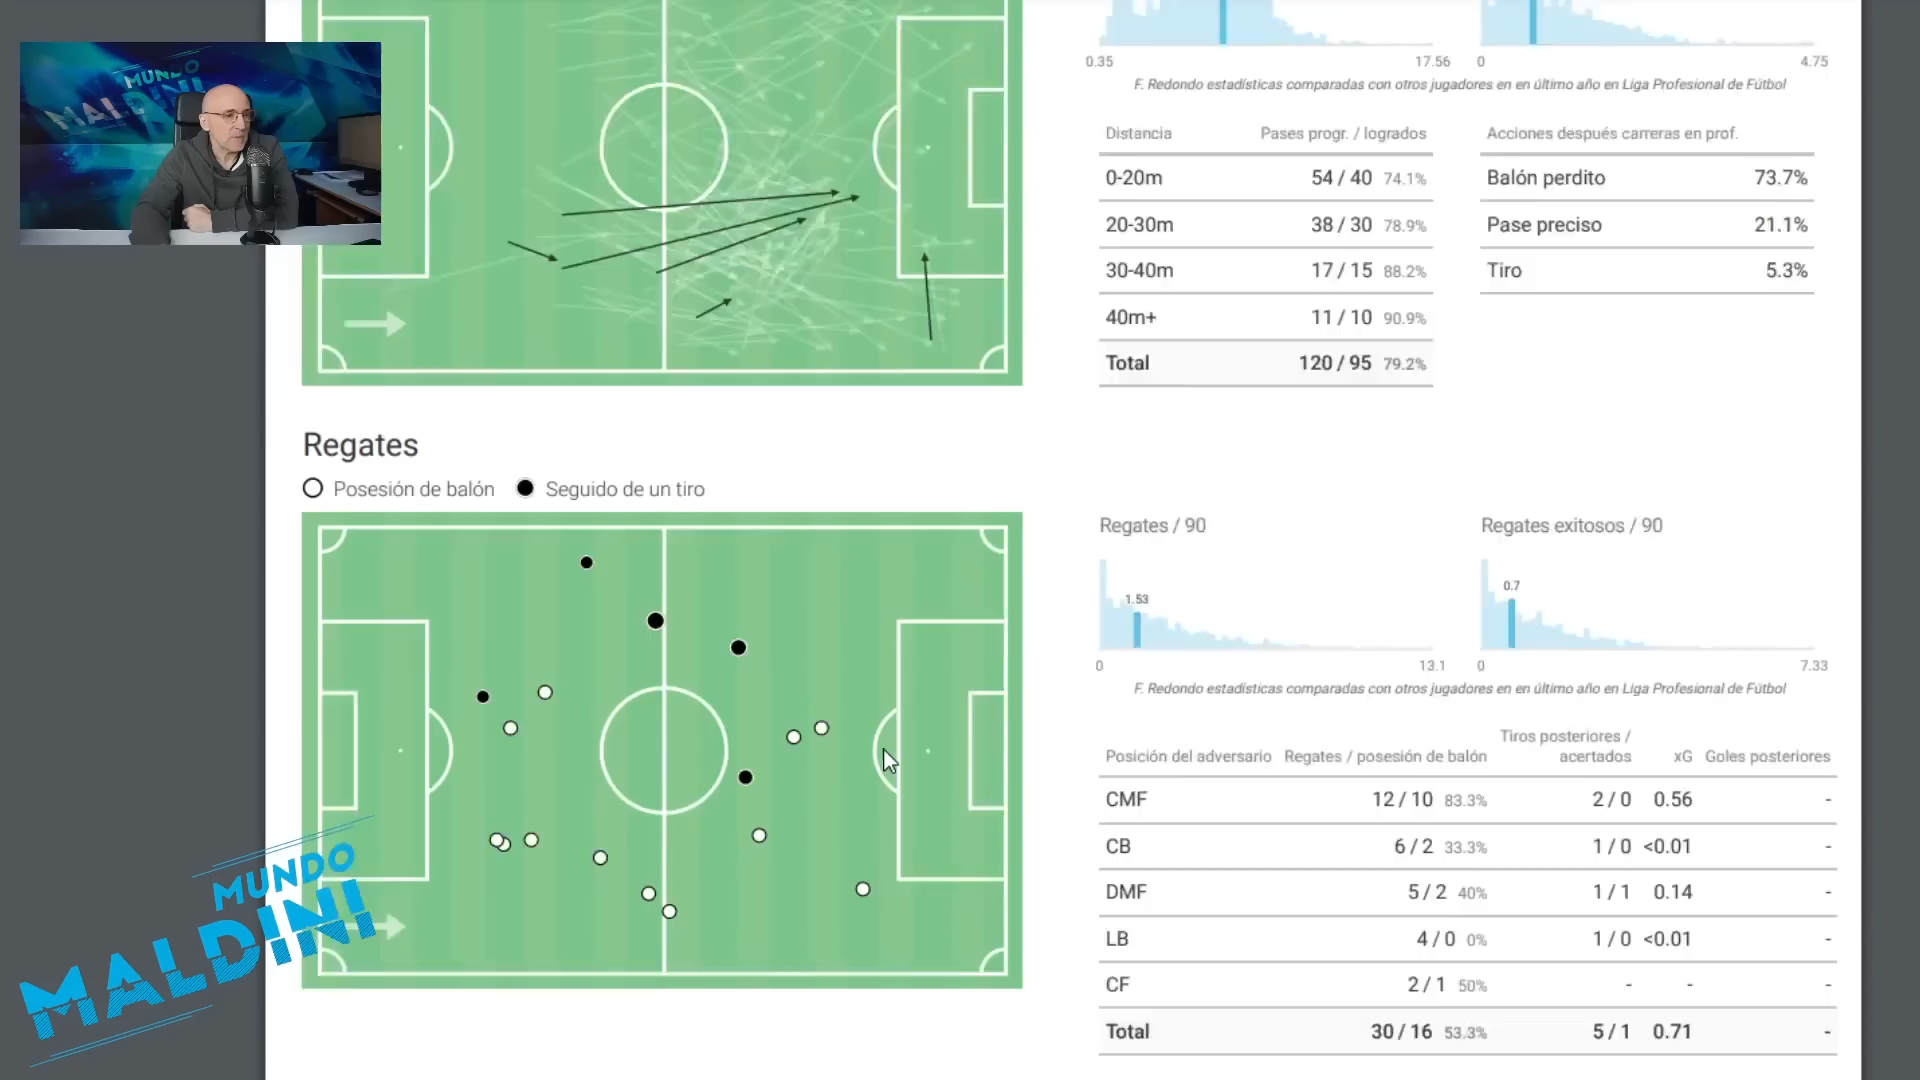 MUNDO
MALDINI
0.35
17.56
0
4.75
F. Redondo estadísticas comparadas con otros jugadores en en último año en Liga Profesional de Fútbol
Distancia
Pases progr. / logrados
0-20m
54 / 40 74.1%
20-30m
38 / 30 78.9%
30-40m
17 / 15 88.2%
40m+
11 / 10 90.9%
Total
120 / 95 79.2%
Acciones después carreras en prof.
Balón perdito
73.7%
Pase preciso
21.1%
Tiro
5.3%
Regates
Posesión de balón
Seguido de un tiro
Regates / 90
1.53
0
13.1
Regates exitosos / 90
0.7
0
7.33
F. Redondo estadísticas comparadas con otros jugadores en en último año en Liga Profesional de Fútbol
Posición del adversario
Regates / posesión de balón
Tiros posteriores /
acertados
xG
Goles posteriores
CMF
12 / 10 83.3%
2 / 0
0.56
-
CB
6 / 2 33.3%
1 / 0
<0.01
-
DMF
5 / 2 40%
1 / 1
0.14
-
LB
4 / 0 0%
1 / 0
<0.01
-
CF
2 / 1 50%
-
-
-
Total
30 / 16 53.3%
5 / 1
0.71
-
MUNDO
MALDINI